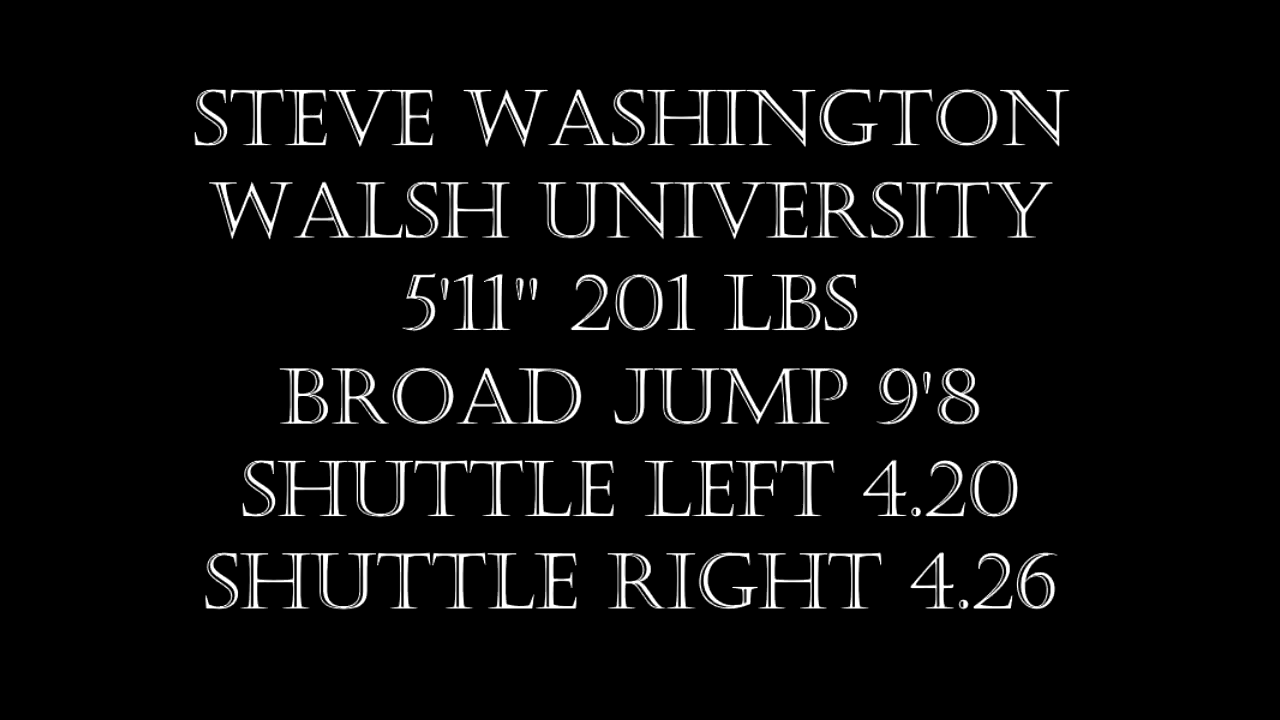 STEVE WASHINGTON
WALSH UNIVERSITY
5'11" 201 LBS
BROAD JUMP 9'8
SHUTTLE LEFT 4.20
SHUTTLE RIGHT 4.26